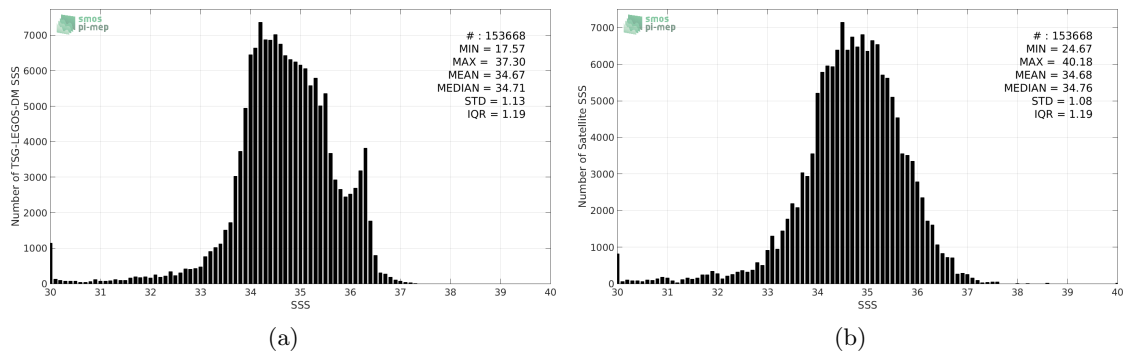 smos
pi-mep
# : 153668
MIN = 17.57
MAX = 37.30
MEAN = 34.67
MEDIAN = 34.71
STD = 1.13
IQR = 1.19
Number of TSG-LEGOS-DM SSS
7000
6000
5000
4000
3000
2000
1000
0
30 31 32 33 34 35 36 37 38 39 40
SSS
(a)
smos
pi-mep
# : 153668
MIN = 24.67
MAX = 40.18
MEAN = 34.68
MEDIAN = 34.76
STD = 1.08
IQR = 1.19
Number of Satellite SSS
7000
6000
5000
4000
3000
2000
1000
0
30 31 32 33 34 35 36 37 38 39 40
SSS
(b)